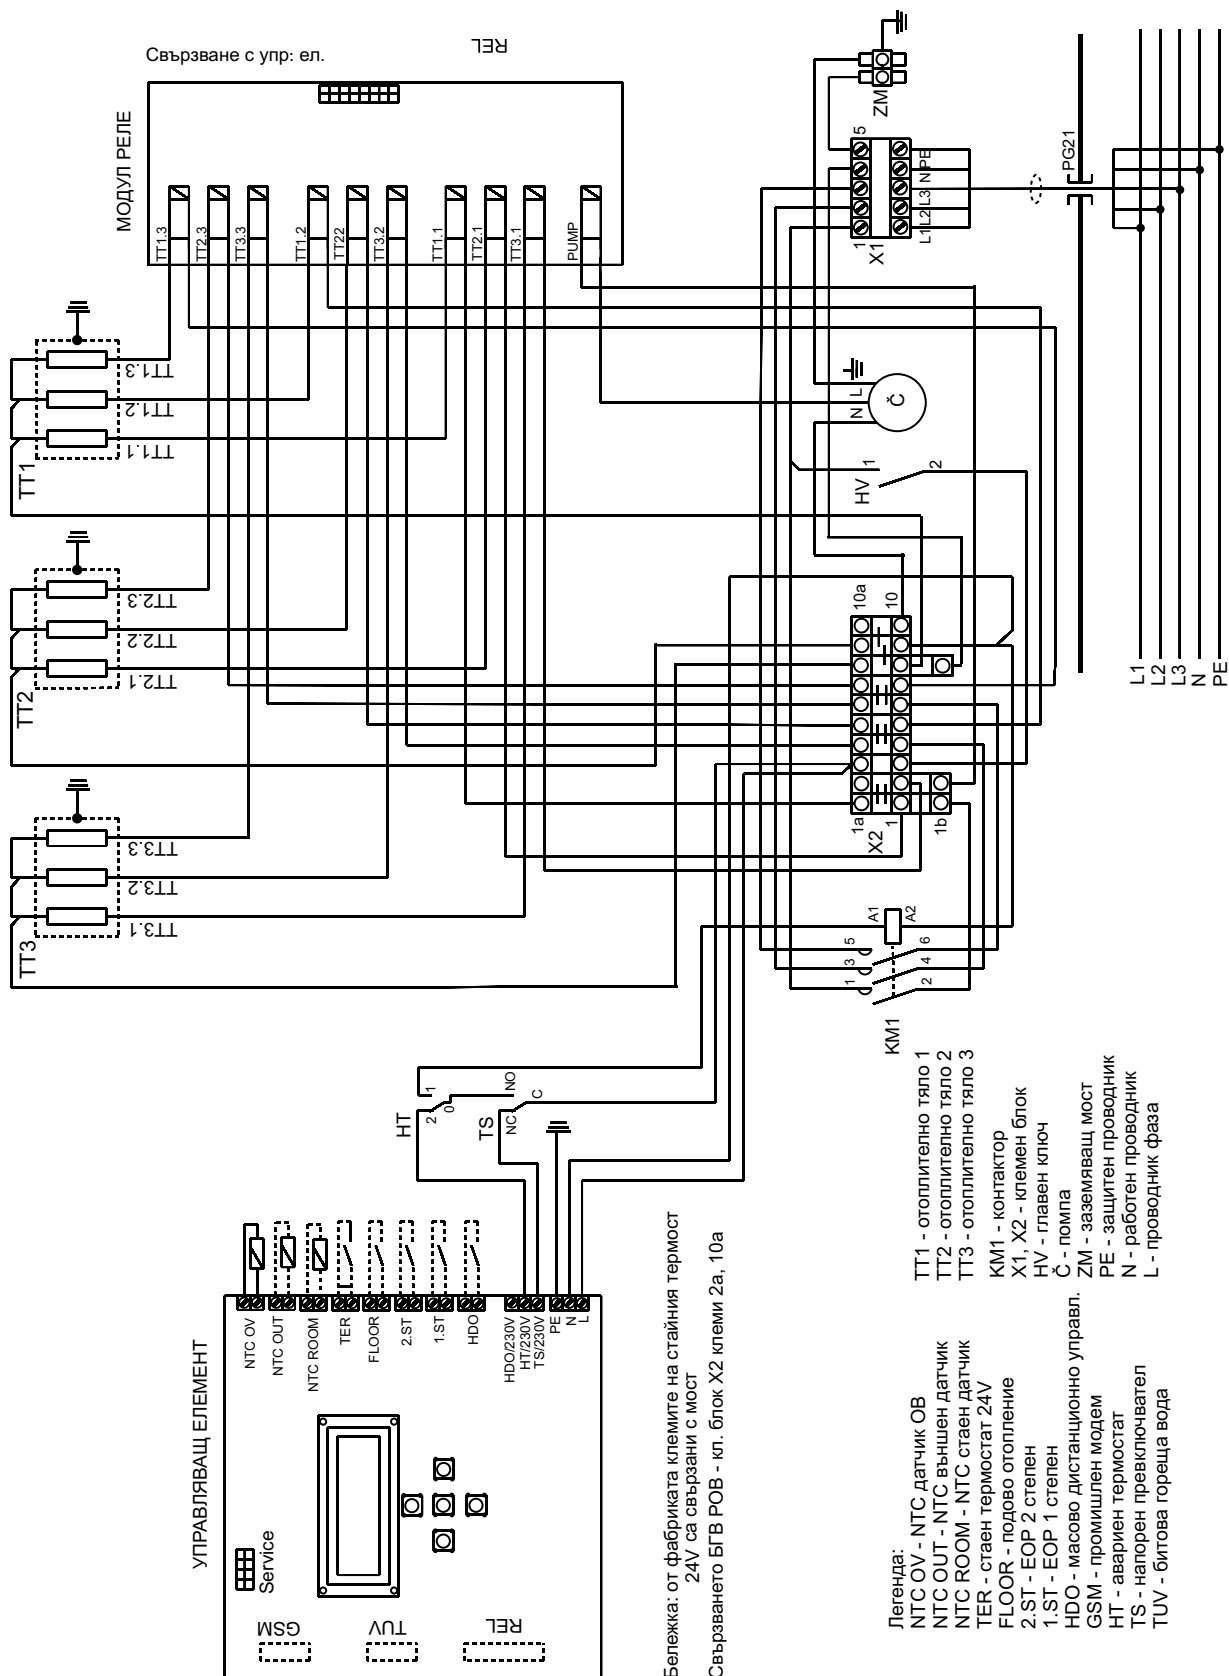 Свързване с упр: ел.
REL
МОДУЛ РЕЛЕ
TT1.3
TT2.3
TT3.3
TT1.2
TT22
TT3.2
TT1.1
TT2.1
TT3.1
PUMP
TT1.3
TT1.2
TT1.1
TT1
TT2.3
TT2.2
TT2.1
TT2
TT3.3
TT3.2
TT3.1
TT3
ZM
5
1
X1
L1
L2
L3
N
PE
PG21
N
L
Č
HV
1
2
10a
10
1a
1
1b
X2
L1
L2
L3
N
PE
A1
A2
5
3
1
6
4
2
KM1
HT
1
2
0
TS
NO
NC
C
УПРАВЛЯВАЩ ЕЛЕМЕНТ
NTC OV
NTC OUT
NTC ROOM
TER
FLOOR
2.ST
1.ST
HDO
HDO/230V
HT/230V
TS/230V
PE
N
L
Service
GSM
TUV
REL
Бележка: от фабриката клемите на стайния термост
24V са свързани с мост
Свързването БГВ РОВ - кл. блок X2 клеми 2a, 10a
Легенда:
NTC OV - NTC датчик ОВ
NTC OUT - NTC външен датчик
NTC ROOM - NTC стаен датчик
TER - стаен термостат 24V
FLOOR - подово отопление
2.ST - EOP 2 степен
1.ST - EOP 1 степен
HDO - масово дистанционно управл.
GSM - промишлен модем
HT - авариен термостат
TS - напорен превключвател
TUV - битова гореща вода
TT1 - отоплително тяло 1
TT2 - отоплително тяло 2
TT3 - отоплително тяло 3
KM1 - контактор
X1, X2 - клемен блок
HV - главен ключ
Č - помпа
ZM - заземяващ мост
PE - защитен проводник
N - работен проводник
L - проводник фаза